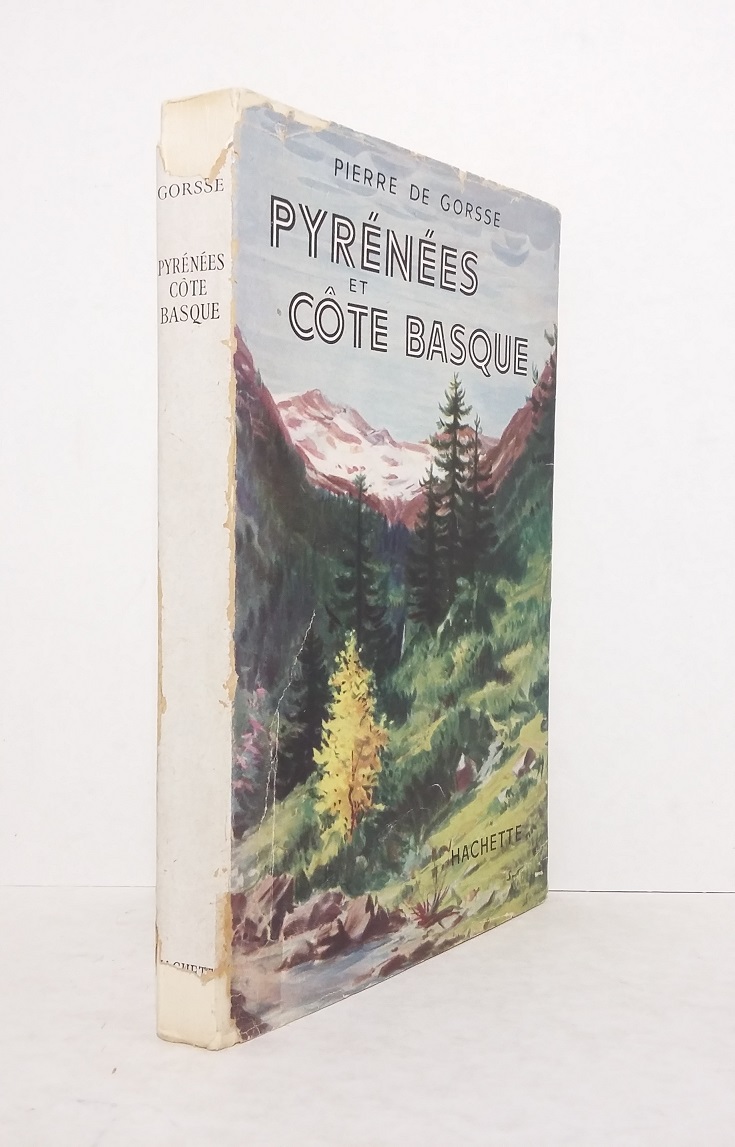 GORSSE
PYRÉNÉES
CÔTE
BASQUE
PIERRE DE GORSSE
PYRÉNÉES
ET
CÔTE BASQUE
HACHETTE